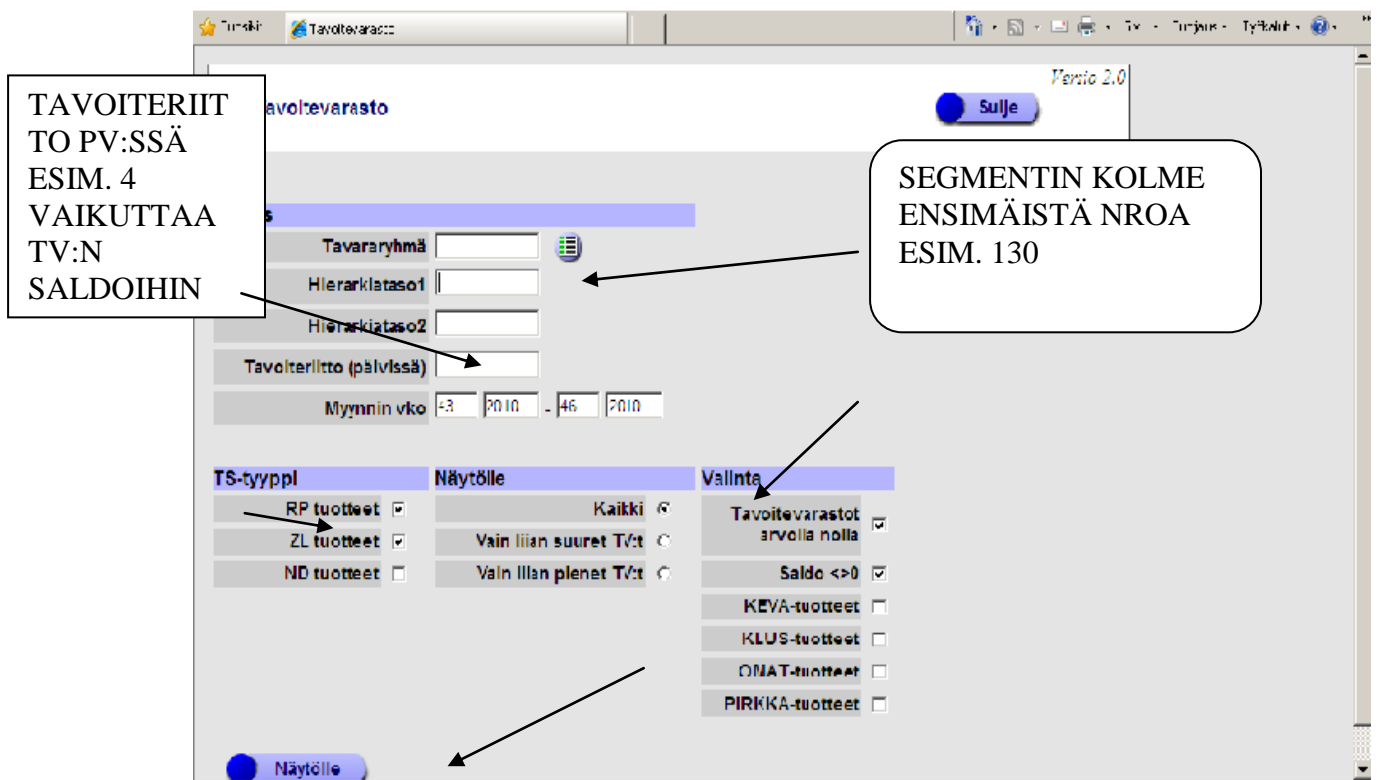 Tavoitevarasto
Työkalut
Versio 2.0
avoitevarasto
Sulje
TAVOITERIIT
TO PV:SSÄ
ESIM. 4
VAIKUTTAA
TV:N
SALDOIHIN
SEGMENTIN KOLME
ENSIMÄISTÄ NROA
ESIM. 130
s
Tavararyhmä
Hierarkiataso1
Hierarkiataso2
Tavoiteriitto (päivissä)
Myynnin vko 43 2010 - 46 2010
TS-tyyppi
RP tuotteet
ZL tuotteet
ND tuotteet
Näytölle
Kaikki
Vain liian suuret TV:t
Vain liian pienet TV:t
Valinta
Tavoitevarastot
arvolla nolla
Saldo <>0
KEVA-tuotteet
KLUS-tuotteet
OMAT-tuotteet
PIRKKA-tuotteet
Näytölle